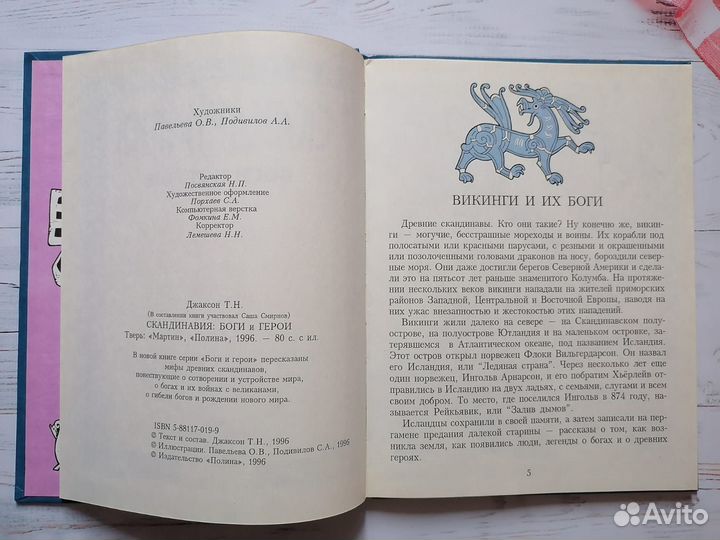 Художники
Павельева О.В., Подивилов А.А.
Редактор
Посвянская Н.П.
Художественное оформление
Порхаев С.А.
Компьютерная верстка
Фомкина Е.М.
Корректор
Лемешева Н.Н.
Джаксон Т.Н.
(В составлении книги участвовал Саша Смирнов)
СКАНДИНАВИЯ: БОГИ и ГЕРОИ
Тверь: «Мартин», «Полина», 1996. — 80 с. с ил.
В новой книге серии «Боги и герои» пересказаны
мифы древних скандинавов,
повествующие о сотворении и устройстве мира,
о богах и их войнах с великанами,
о гибели богов и рождении нового мира.
ISBN 5-88117-019-9
© Текст и состав. Джаксон Т.Н., 1996
© Иллюстрации. Павельева О.В., Подивилов С.А., 1996
© Издательство «Полина», 1996
ВИКИНГИ И ИХ БОГИ
Древние скандинавы. Кто они такие? Ну конечно же, викин-
ги — могучие, бесстрашные мореходы и воины. Их корабли под
полосатыми или красными парусами, с резными и окрашенными
или позолоченными головами драконов на носу, бороздили север-
ные моря. Они даже достигли берегов Северной Америки и сделали
это на пятьсот лет раньше знаменитого Колумба. На протяже-
нии нескольких веков викинги нападали на жителей приморских
районов Западной, Центральной и Восточной Европы, наводя на
них ужас внезапностью и жестокостью этих нападений.
Викинги жили далеко на севере — на Скандинавском полу-
острове, на полуострове Ютландия и на маленьком островке, за-
терявшемся в Атлантическом океане, под названием Исландия.
Этот остров открыл норвежец Флоки Вильгердарсон. Он назвал
его Исландия, или "Ледяная страна". Через несколько лет еще
один норвежец, Ингольв Арнарсон, и его побратим Хьёрлейв от-
правились в Исландию на двух ладьях, с семьями, слугами и всем
своим добром. То место, где поселился Ингольв в 874 году, на-
зывается Рейкьявик, или "Залив дымов".
Исландцы сохранили в своей памяти, а затем записали на пер-
гамене предания далекой старины — рассказы о том, как воз-
никла земля, как появились люди, легенды о богах и о древних
героях.
5
Avito